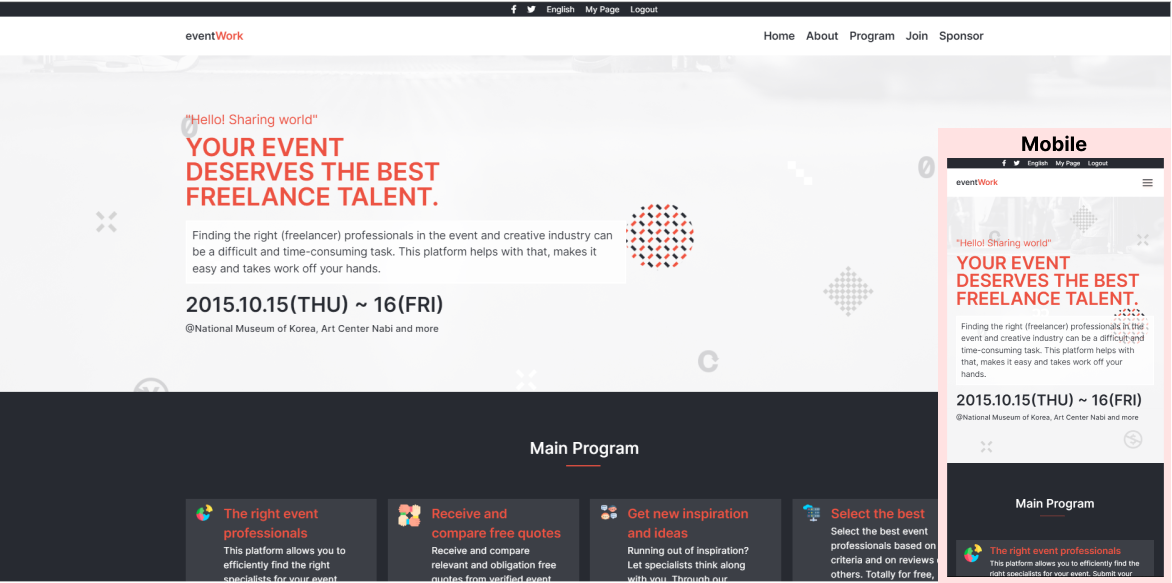 English My Page Logout
eventWork
Home About Program Join Sponsor
"Hello! Sharing world"
YOUR EVENT
DESERVES THE BEST
FREELANCE TALENT.
Finding the right (freelancer) professionals in the event and creative industry can
be a difficult and time-consuming task. This platform helps with that, makes it
easy and takes work off your hands.
2015.10.15(THU) ~ 16(FRI)
@National Museum of Korea, Art Center Nabi and more
Main Program
The right event
professionals
This platform allows you to
efficiently find the right
specialists for your event
Receive and
compare free quotes
Receive and compare
relevant and obligation free
quotes from verified event
Get new inspiration
and ideas
Running out of inspiration?
Let specialists think along
with you. Through our
Select the best
Select the best event
professionals based on
criteria and on reviews
others. Totally for free,
Mobile
English My Page Logout
eventWork
"Hello! Sharing world"
YOUR EVENT
DESERVES THE BEST
FREELANCE TALENT.
Finding the right (freelancer) professionals in the
event and creative industry can be a difficult and
time-consuming task. This platform helps with
that, makes it easy and takes work off your
hands.
2015.10.15(THU) ~ 16(FRI)
@National Museum of Korea, Art Center Nabi and more
Main Program
The right event professionals
This platform allows you to efficiently find the
right specialists for your event. Submit your